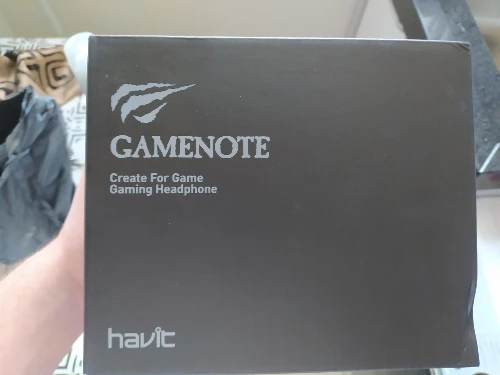 GAMENOTE
Create For Game
Gaming Headphone
havit